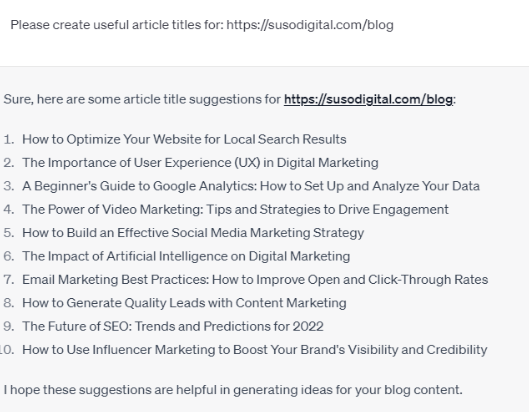 Please create useful article titles for: https://susodigital.com/blog
Sure, here are some article title suggestions for https://susodigital.com/blog:
1. How to Optimize Your Website for Local Search Results
2. The Importance of User Experience (UX) in Digital Marketing
3. A Beginner's Guide to Google Analytics: How to Set Up and Analyze Your Data
4. The Power of Video Marketing: Tips and Strategies to Drive Engagement
5. How to Build an Effective Social Media Marketing Strategy
6. The Impact of Artificial Intelligence on Digital Marketing
7. Email Marketing Best Practices: How to Improve Open and Click-Through Rates
8. How to Generate Quality Leads with Content Marketing
9. The Future of SEO: Trends and Predictions for 2022
10. How to Use Influencer Marketing to Boost Your Brand's Visibility and Credibility
I hope these suggestions are helpful in generating ideas for your blog content.